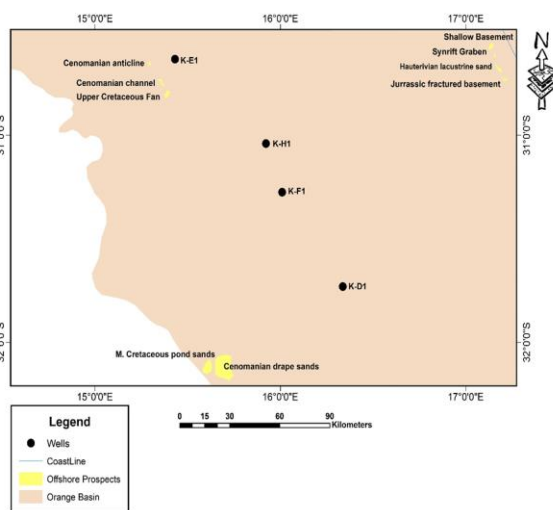 15°0'0"E
16°0'0"E
17°0'0"E
Shallow Basement
Synrift Graben
Hauterivian lacustrine sand
Jurrassic fractured basement
K-E1
Cenomanian anticline
Cenomanian channel
Upper Cretaceous Fan
N
31°0'0"S
31°0'0"S
K-H1
K-F1
K-D1
32°0'0"S
32°0'0"S
M. Cretaceous pond sands
Cenomanian drape sands
15°0'0"E
16°0'0"E
17°0'0"E
Legend
Wells
CoastLine
Offshore Prospects
Orange Basin
0 15 30 60 90
Kilometers